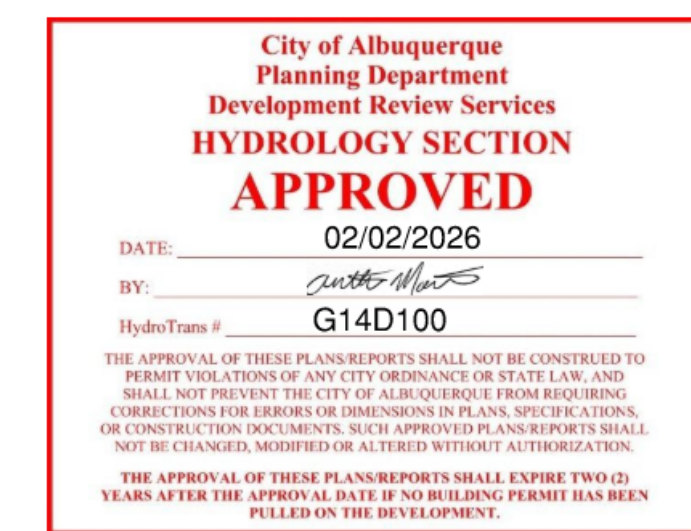 City of Albuquerque
Planning Department
Development Review Services
HYDROLOGY SECTION
APPROVED
DATE: 02/02/2026
BY:
HydroTrans # G14D100
THE APPROVAL OF THESE PLANS/REPORTS SHALL NOT BE CONSTRUED TO
PERMIT VIOLATIONS OF ANY CITY ORDINANCE OR STATE LAW, AND
SHALL NOT PREVENT THE CITY OF ALBUQUERQUE FROM REQUIRING
CORRECTIONS FOR ERRORS OR DIMENSIONS IN PLANS, SPECIFICATIONS,
OR CONSTRUCTION DOCUMENTS. SUCH APPROVED PLANS/REPORTS SHALL
NOT BE CHANGED, MODIFIED OR ALTERED WITHOUT AUTHORIZATION.
THE APPROVAL OF THESE PLANS/REPORTS SHALL EXPIRE TWO (2)
YEARS AFTER THE APPROVAL DATE IF NO BUILDING PERMIT HAS BEEN
PULLED ON THE DEVELOPMENT.